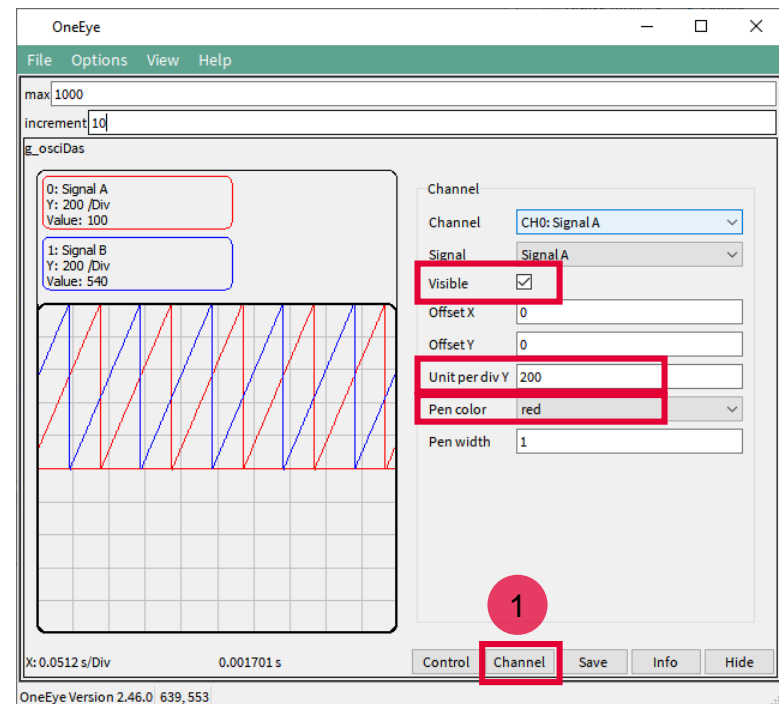 OneEye
File Options View Help
max 1000
increment 10
g_osciDas
0: Signal A
Y: 200 /Div
Value: 100
1: Signal B
Y: 200 /Div
Value: 540
Channel
Channel CH0: Signal A
Signal Signal A
Visible
Offset X 0
Offset Y 0
Unit per div Y 200
Pen color red
Pen width 1
1
X: 0.0512 s/Div 0.001701 s
Control Channel Save Info Hide
OneEye Version 2.46.0 639, 553